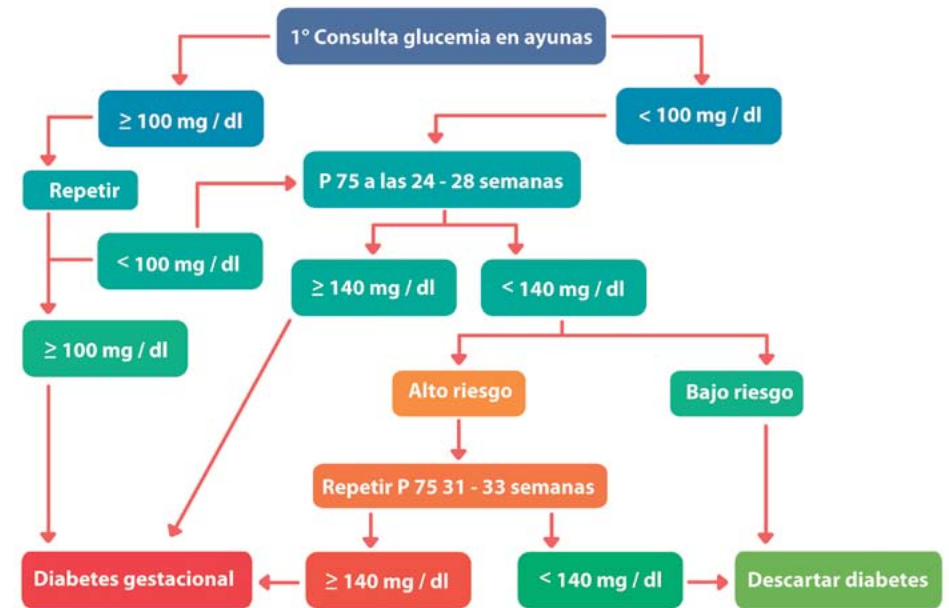 1° Consulta glucemia en ayunas
≥ 100 mg / dl
< 100 mg / dl
Repetir
P 75 a las 24 - 28 semanas
< 100 mg / dl
≥ 140 mg / dl
< 140 mg / dl
≥ 100 mg / dl
Alto riesgo
Bajo riesgo
Repetir P 75 31 - 33 semanas
Diabetes gestacional
≥ 140 mg / dl
< 140 mg / dl
Descartar diabetes